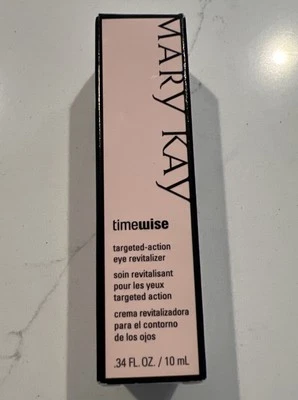 MARY KAY
timewise
targeted-action
eye revitalizer
soin revitalisant
pour les yeux
targeted action
crema revitalizadora
para el contorno
de los ojos
.34 FL. OZ. / 10 mL